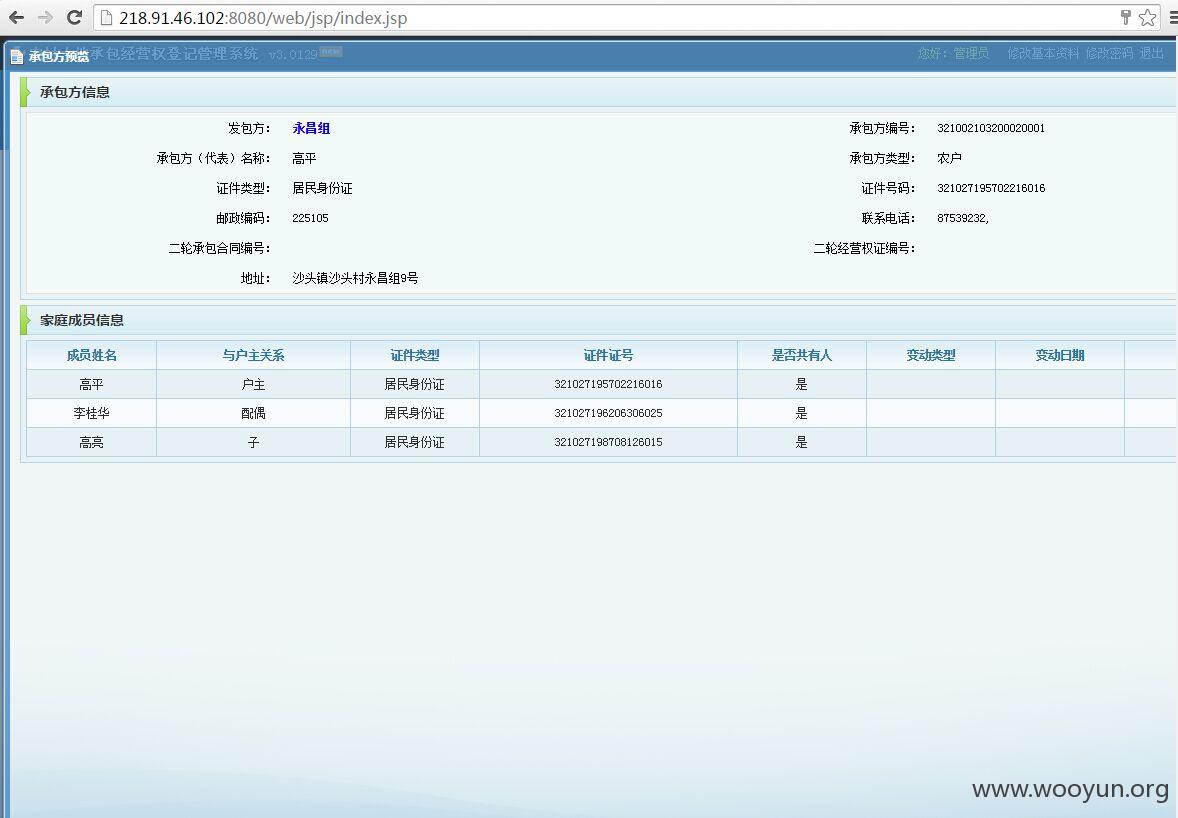 218.91.46.102:8080/web/jsp/index.jsp
承包方预览 承包经营权登记管理系统 v3.0129 new 您好：管理员 修改基本资料 修改密码 退出
承包方信息
发包方： 永昌组 承包方编号： 321002103200020001
承包方（代表）名称： 高平 承包方类型： 农户
证件类型： 居民身份证 证件号码： 321027195702216016
邮政编码： 225105 联系电话： 87539232,
二轮承包合同编号： 二轮经营权证编号：
地址： 沙头镇沙头村永昌组9号
家庭成员信息
成员姓名 与户主关系 证件类型 证件证号 是否共有人 变动类型 变动日期
高平 户主 居民身份证 321027195702216016 是
李桂华 配偶 居民身份证 321027196206306025 是
高亮 子 居民身份证 321027198708126015 是
www.wooyun.org